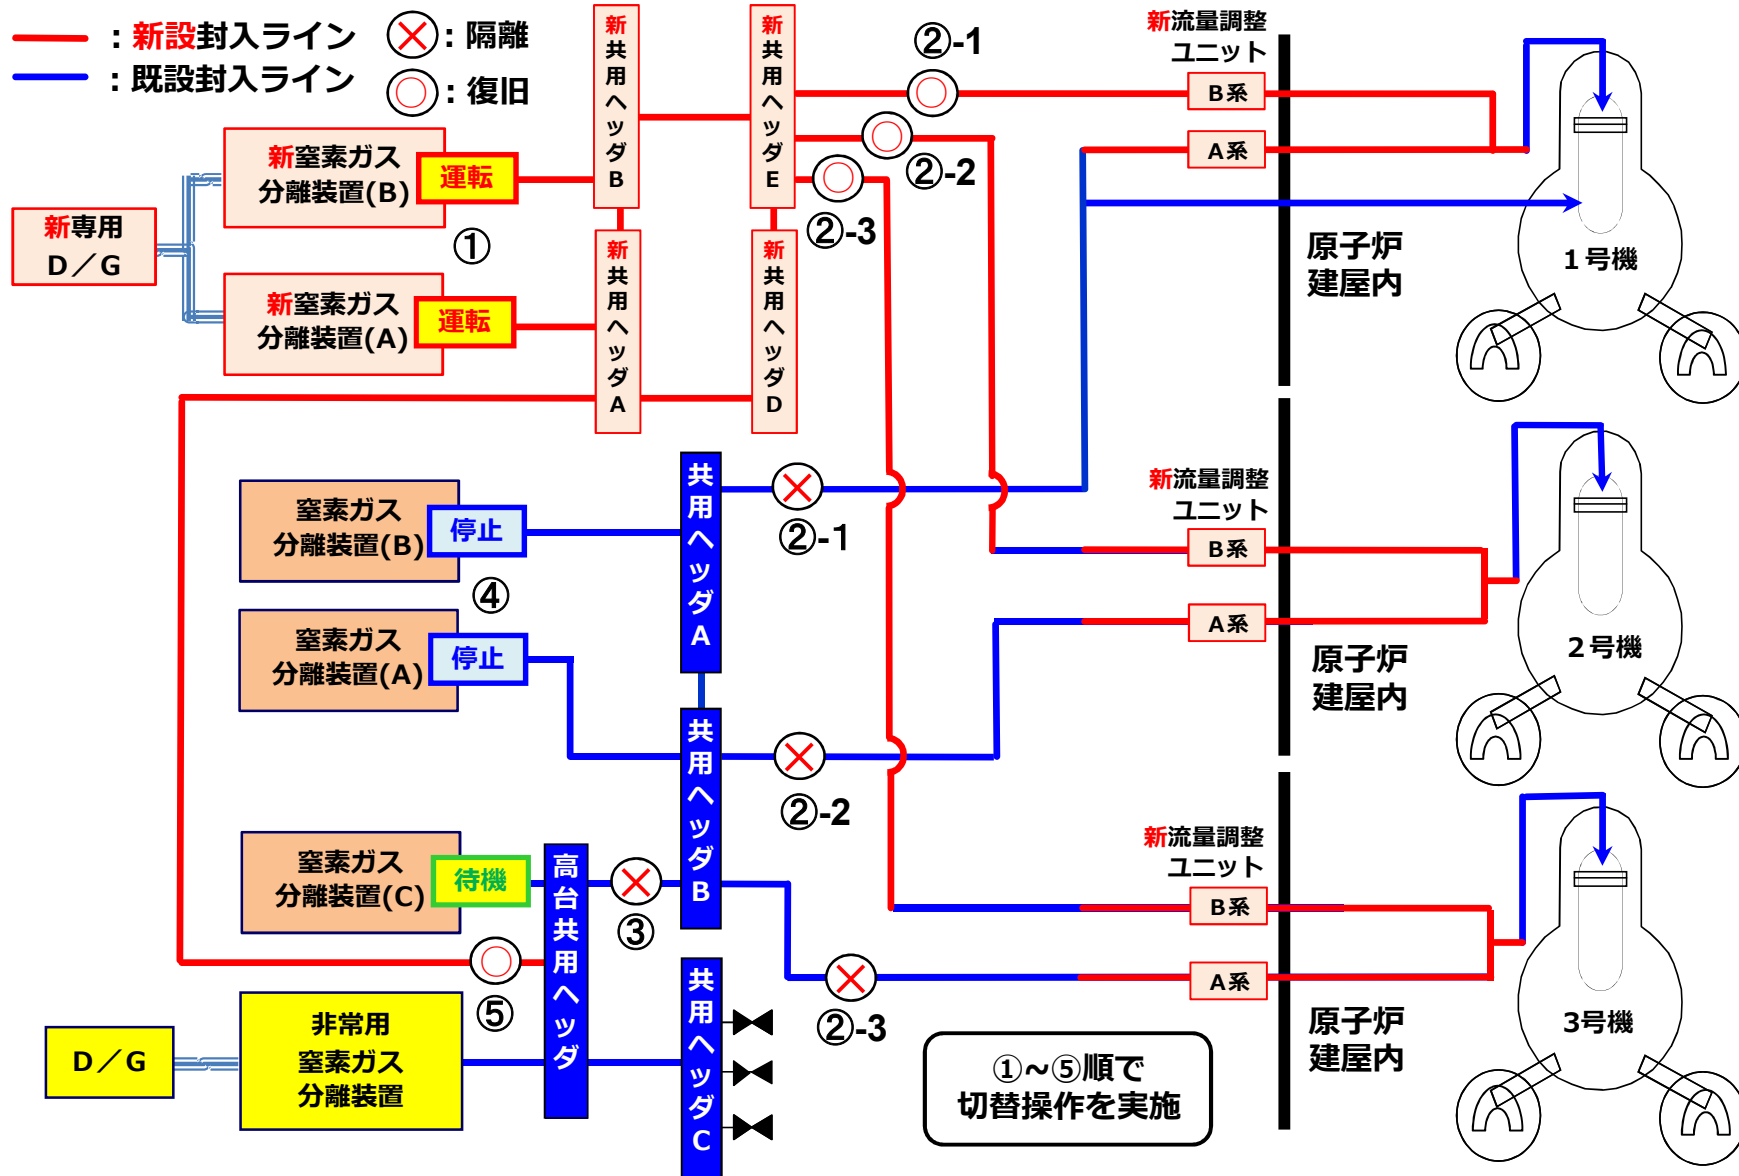 ：新設封入ライン
：既設封入ライン
：隔離
：復旧
新専用
D／G
新窒素ガス
分離装置(B)
運転
①
新窒素ガス
分離装置(A)
運転
新共用ヘッダB
新共用ヘッダA
新共用ヘッダE
新共用ヘッダD
②-1
②-2
②-3
新流量調整
ユニット
B系
A系
原子炉
建屋内
1号機
窒素ガス
分離装置(B)
停止
④
窒素ガス
分離装置(A)
停止
共用ヘッダA
共用ヘッダB
②-1
②-2
新流量調整
ユニット
B系
A系
原子炉
建屋内
2号機
窒素ガス
分離装置(C)
待機
高台共用ヘッダ
③
⑤
共用ヘッダC
②-3
D／G
非常用
窒素ガス
分離装置
新流量調整
ユニット
B系
A系
原子炉
建屋内
3号機
①～⑤順で
切替操作を実施